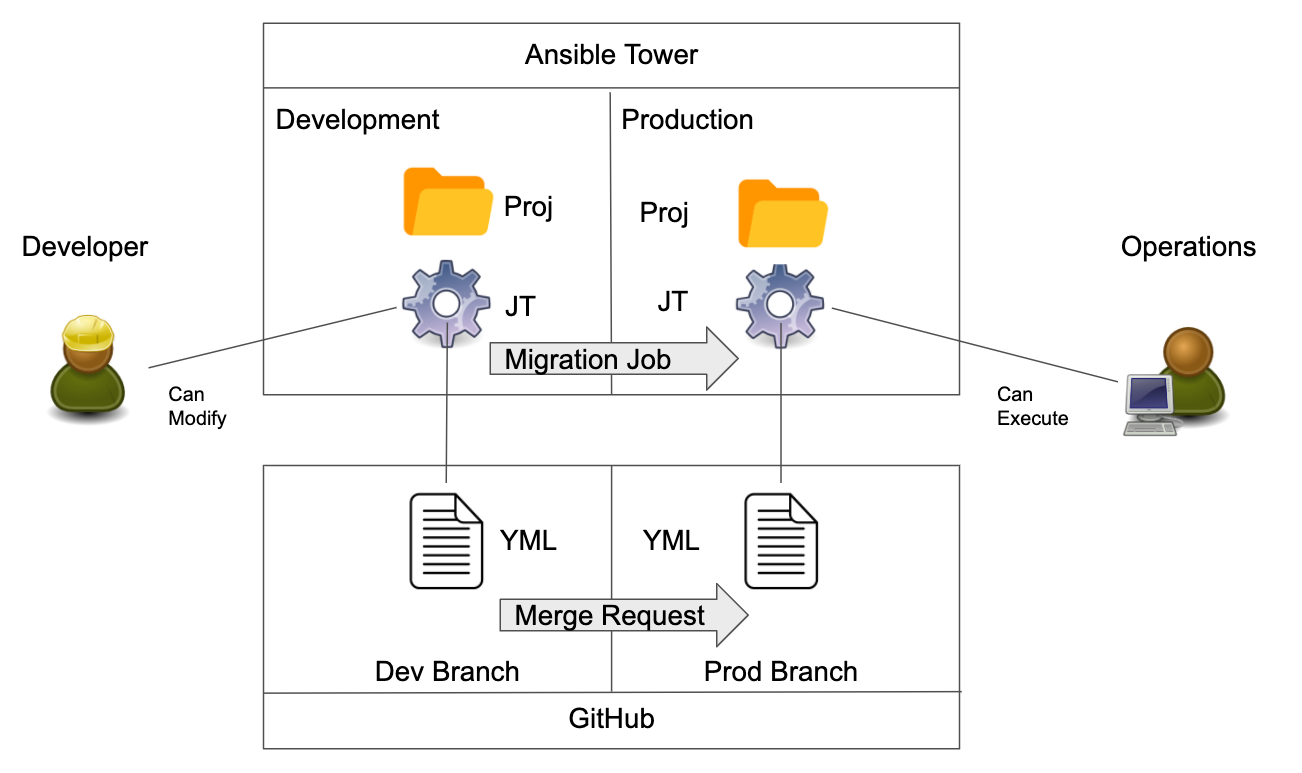 Ansible Tower
Development
Production
Proj
Proj
Developer
Operations
JT
JT
Migration Job
Can
Modify
Can
Execute
YML
YML
Merge Request
Dev Branch
Prod Branch
GitHub